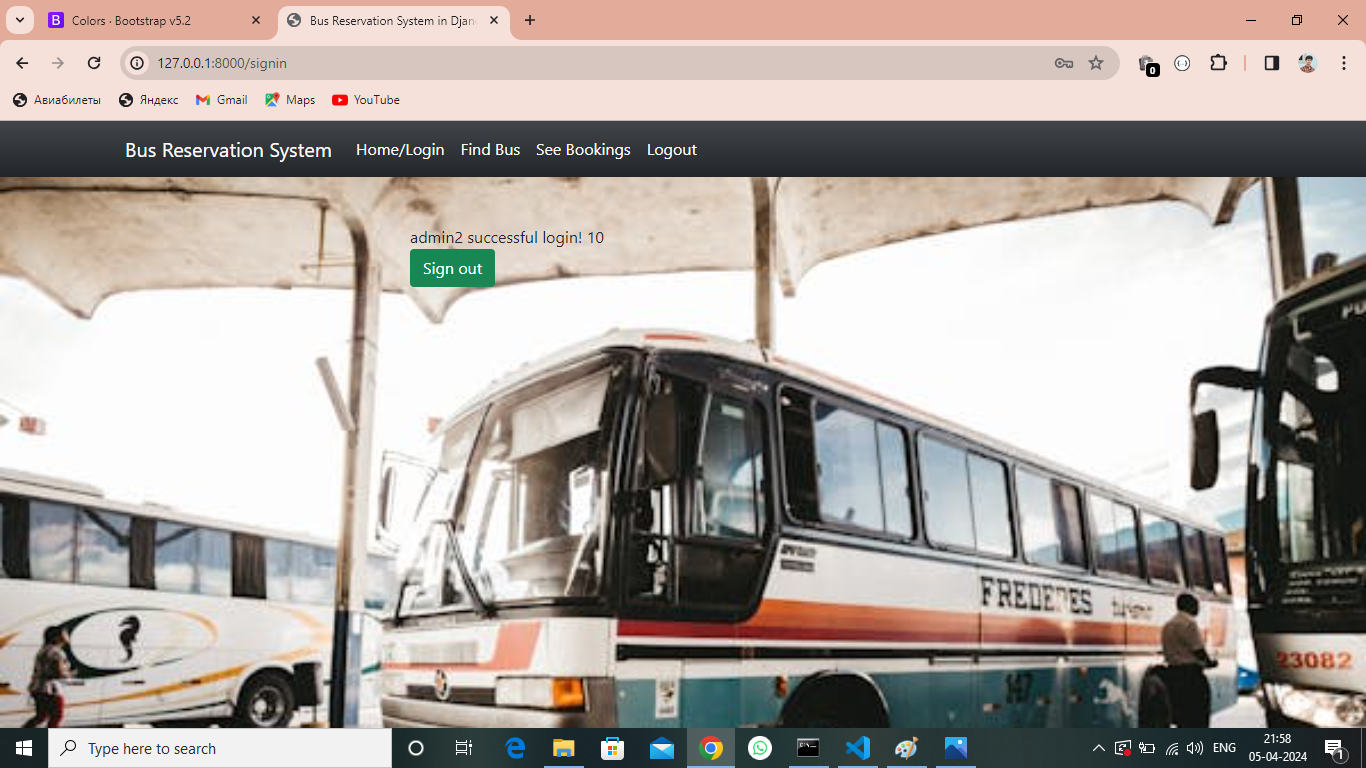 Colors · Bootstrap v5.2
Bus Reservation System in Djan
127.0.0.1:8000/signin
0
Авиабилеты
Яндекс
Gmail
Maps
YouTube
Bus Reservation System
Home/Login
Find Bus
See Bookings
Logout
admin2 successful login! 10
Sign out
147
23082
Type here to search
ENG
21:58
05-04-2024
1